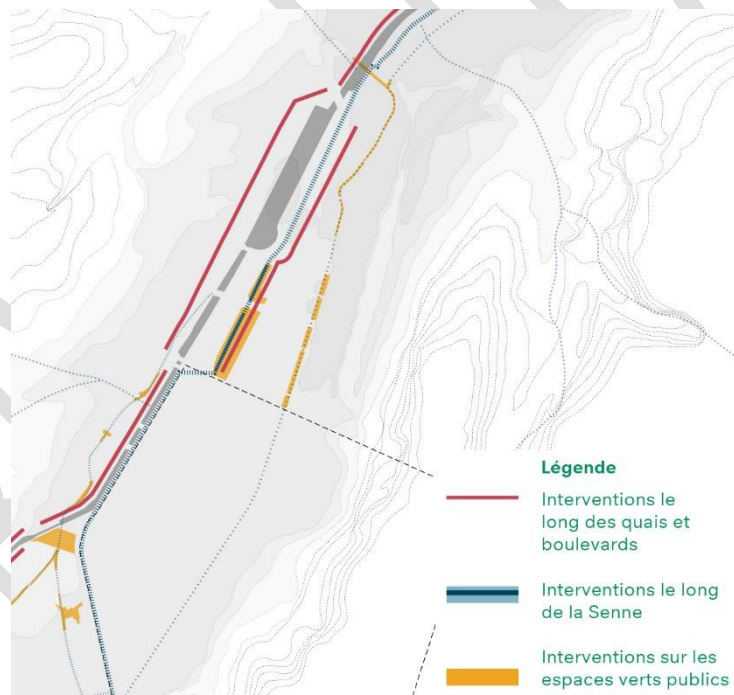 Légende
Interventions le
long des quais et
boulevards
Interventions le long
de la Senne
Interventions sur les
espaces verts publics